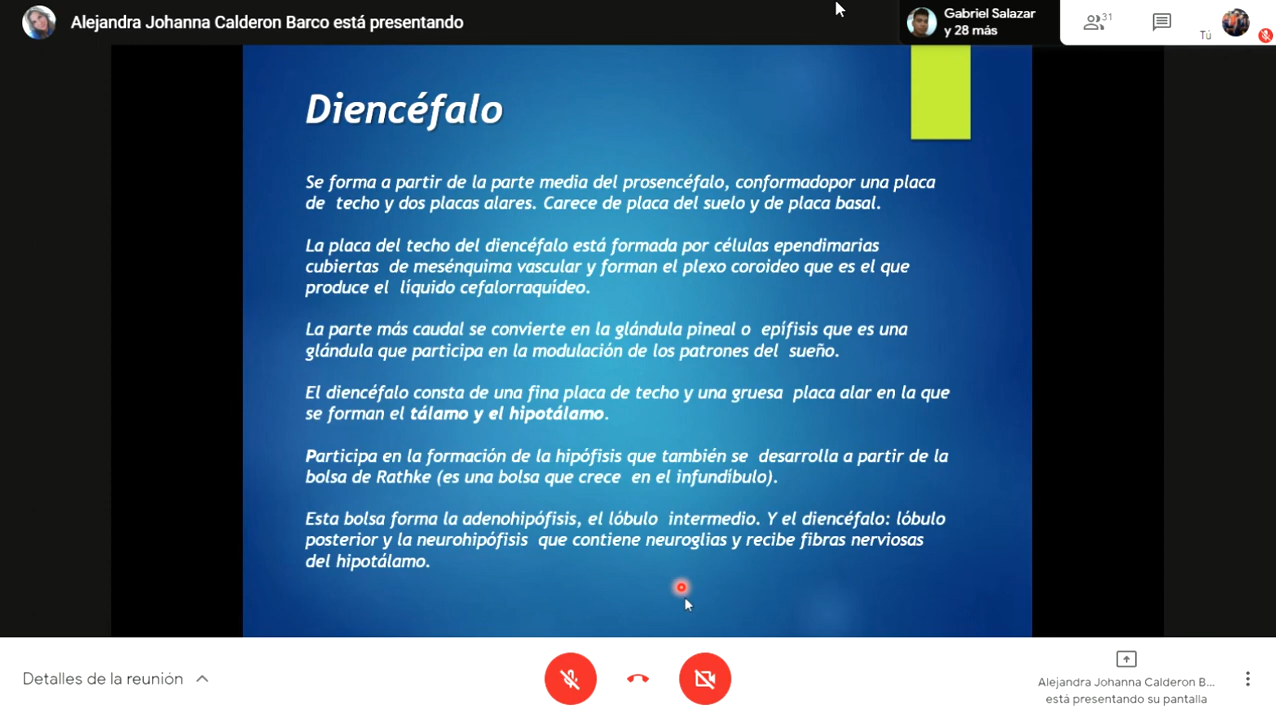 Alejandra Johanna Calderon Barco está presentando
Gabriel Salazar
y 28 más
31
Tú
Diencéfalo
Se forma a partir de la parte media del prosencéfalo, conformadopor una placa
de techo y dos placas alares. Carece de placa del suelo y de placa basal.
La placa del techo del diencéfalo está formada por células ependimarias
cubiertas de mesénquima vascular y forman el plexo coroideo que es el que
produce el líquido cefalorraquídeo.
La parte más caudal se convierte en la glándula pineal o epífisis que es una
glándula que participa en la modulación de los patrones del sueño.
El diencéfalo consta de una fina placa de techo y una gruesa placa alar en la que
se forman el tálamo y el hipotálamo.
Participa en la formación de la hipófisis que también se desarrolla a partir de la
bolsa de Rathke (es una bolsa que crece en el infundíbulo).
Esta bolsa forma la adenohipófisis, el lóbulo intermedio. Y el diencéfalo: lóbulo
posterior y la neurohipófisis que contiene neuroglias y recibe fibras nerviosas
del hipotálamo.
Detalles de la reunión
Alejandra Johanna Calderon B...
está presentando su pantalla